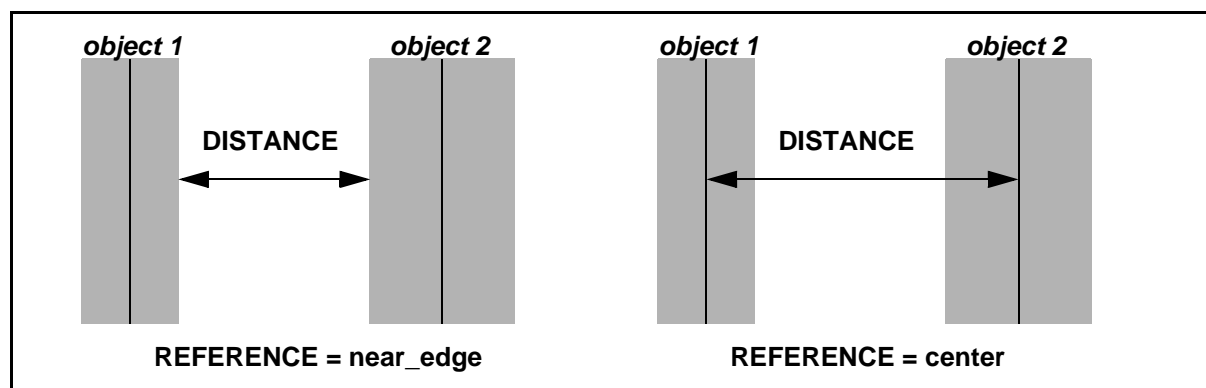 object 1
object 2
DISTANCE
REFERENCE = near_edge
object 1
object 2
DISTANCE
REFERENCE = center